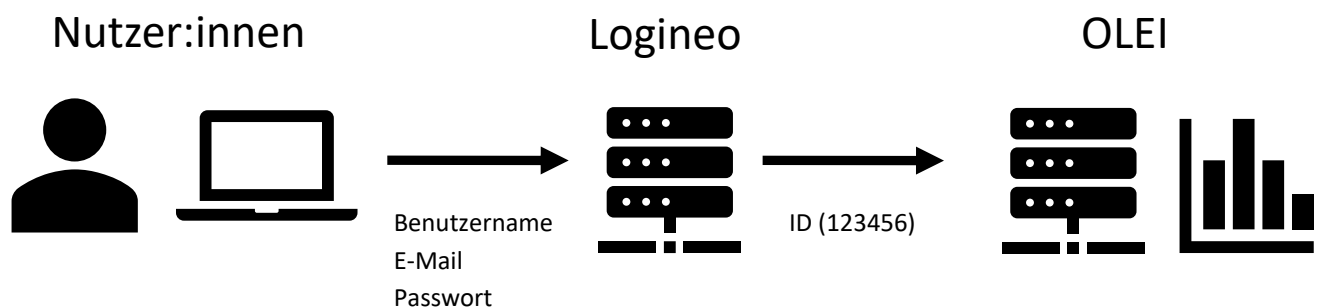 Nutzer:innen
Logineo
OLEI
Benutzername
E-Mail
Passwort
ID (123456)